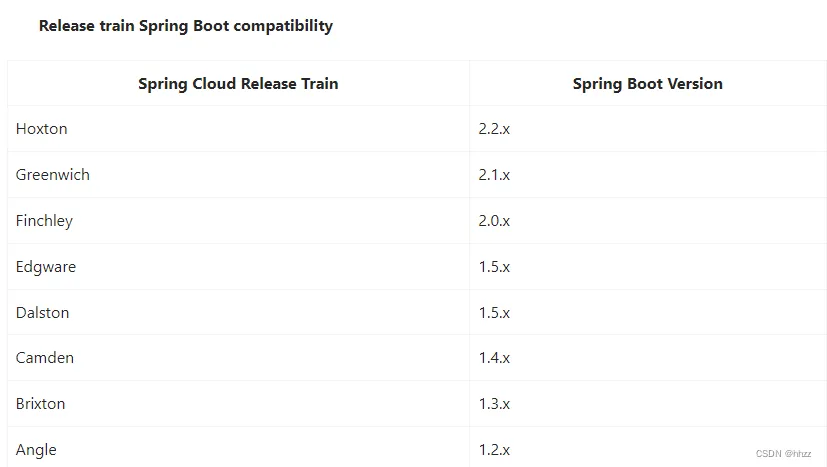 Release train Spring Boot compatibility
Spring Cloud Release Train Spring Boot Version
Hoxton 2.2.x
Greenwich 2.1.x
Finchley 2.0.x
Edgware 1.5.x
Dalston 1.5.x
Camden 1.4.x
Brixton 1.3.x
Angle 1.2.x
CSDN @hhzz